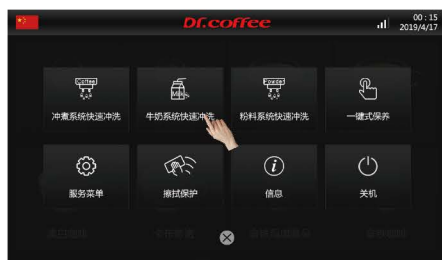 Dr.coffee
00 : 15
2019/4/17
Coffee
MILK
Powder
冲煮系统快速冲洗
牛奶系统快速冲洗
粉料系统快速冲洗
一键式保养
服务菜单
擦拭保护
信息
关机